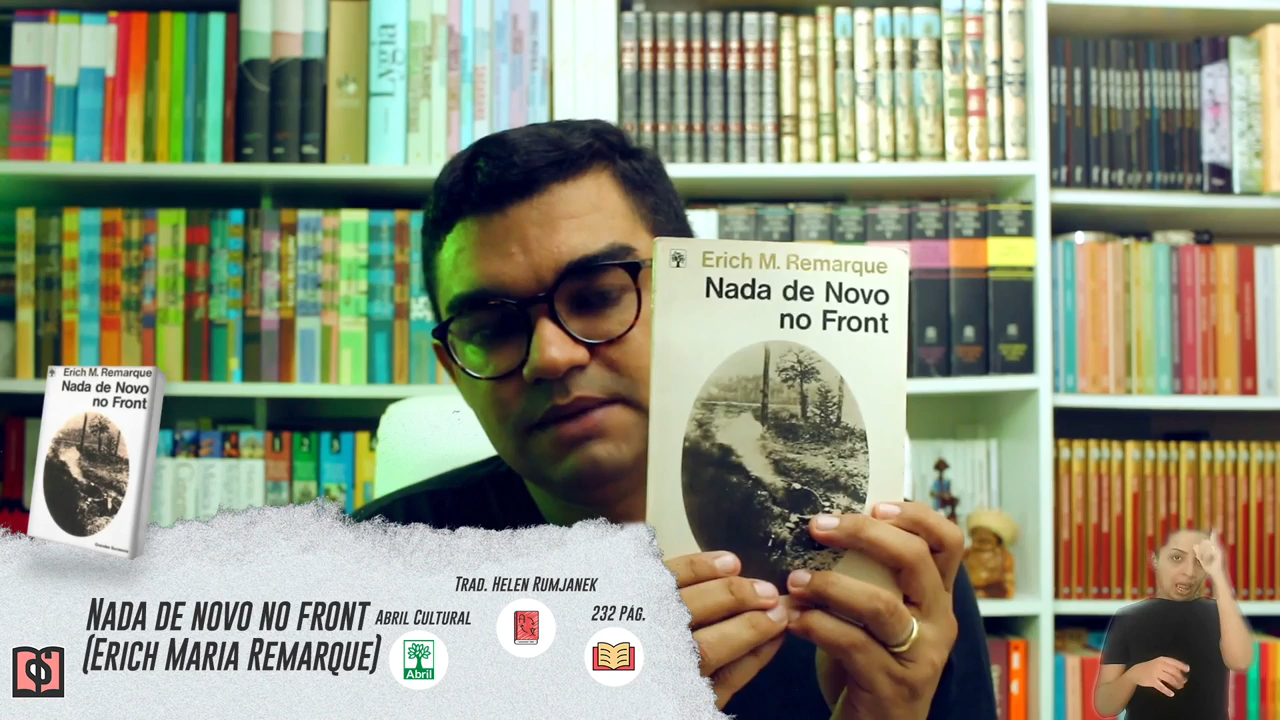 Lygia
Erich M. Remarque
Nada de Novo
no Front
Erich M. Remarque
Nada de Novo
no Front
TRAD. HELEN RUMJANEK
NADA DE NOVO NO FRONT
(ERICH MARIA REMARQUE)
ABRIL CULTURAL
232 PÁG.
Abril